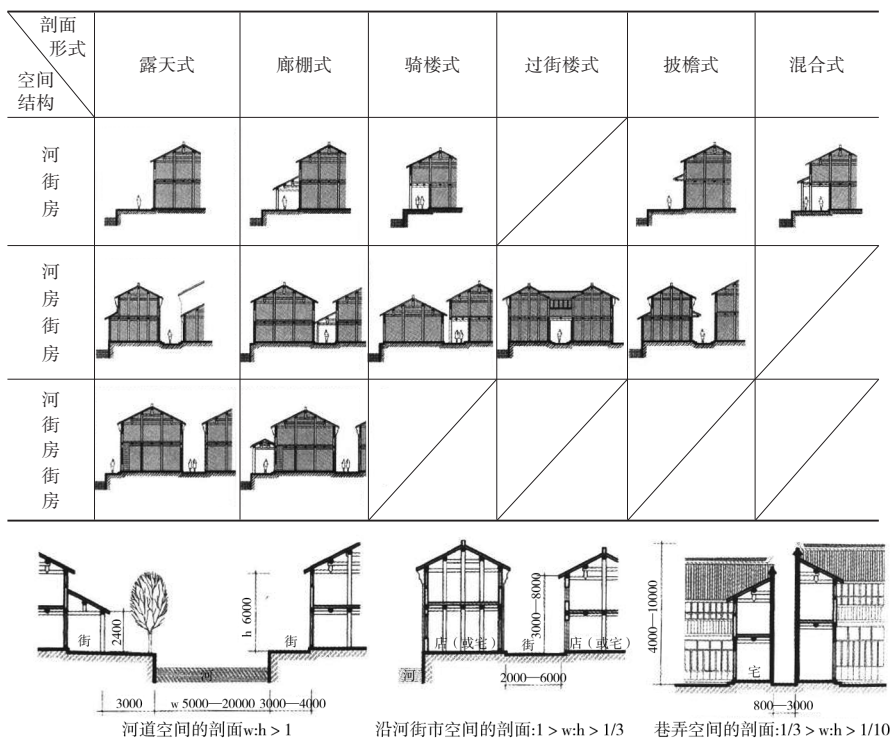 剖面
形式
空间
结构
露天式
廊棚式
骑楼式
过街楼式
披檐式
混合式
河
街
房
河
房
街
房
河
街
房
街
房
街
2400
h 6000
街
河
3000
w 5000—20000
3000—4000
河道空间的剖面w:h > 1
店（或宅）
街
3000—8000
店（或宅）
河
2000—6000
沿河街市空间的剖面:1 > w:h > 1/3
4000—10000
宅
800—3000
巷弄空间的剖面:1/3 > w:h > 1/10